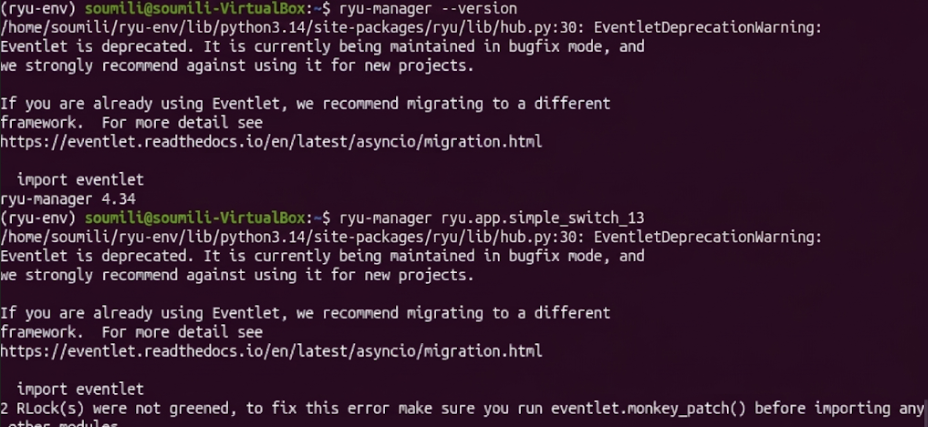 (ryu-env) soumili@soumili-VirtualBox:~$ ryu-manager --version
/home/soumili/ryu-env/lib/python3.14/site-packages/ryu/lib/hub.py:30: EventletDeprecationWarning:
Eventlet is deprecated. It is currently being maintained in bugfix mode, and
we strongly recommend against using it for new projects.
If you are already using Eventlet, we recommend migrating to a different
framework.  For more detail see
https://eventlet.readthedocs.io/en/latest/asyncio/migration.html
  import eventlet
ryu-manager 4.34
(ryu-env) soumili@soumili-VirtualBox:~$ ryu-manager ryu.app.simple_switch_13
/home/soumili/ryu-env/lib/python3.14/site-packages/ryu/lib/hub.py:30: EventletDeprecationWarning:
Eventlet is deprecated. It is currently being maintained in bugfix mode, and
we strongly recommend against using it for new projects.
If you are already using Eventlet, we recommend migrating to a different
framework.  For more detail see
https://eventlet.readthedocs.io/en/latest/asyncio/migration.html
  import eventlet
2 RLock(s) were not greened, to fix this error make sure you run eventlet.monkey_patch() before importing any
 other modules